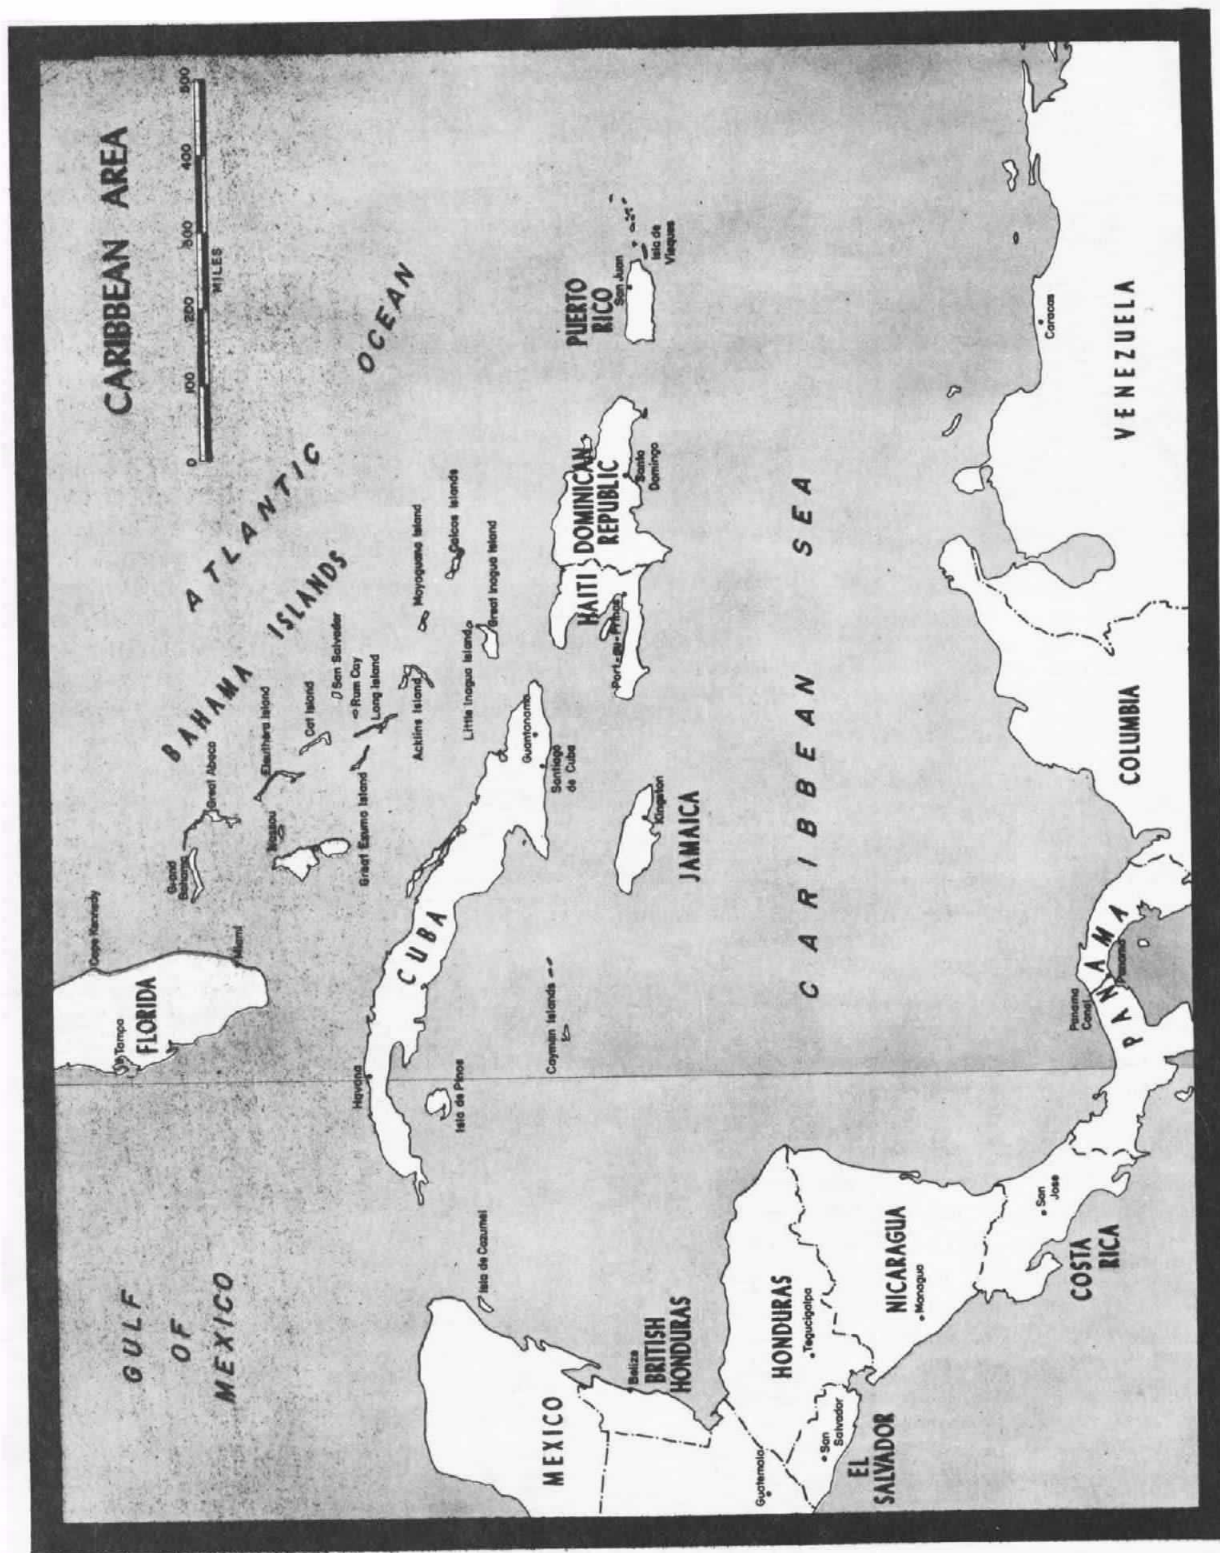 CARIBBEAN AREA
0 100 200 300 400 500
MILES
GULF
OF
MEXICO
ATLANTIC
OCEAN
Tampa
FLORIDA
Cape Kennedy
Miami
BAHAMA ISLANDS
Grand
Bahama
Great Abaco
Nassau
Eleuthera Island
Cat Island
San Salvador
Rum Cay
Long Island
Great Exuma Island
Acklins Island
Mayaguana Island
Caicos Islands
Little Inagua Island
Great Inagua Island
Havana
CUBA
Isla de Pinos
Guantanamo
Santiago
de Cuba
Cayman Islands
JAMAICA
Kingston
HAITI
Port-au-Prince
DOMINICAN
REPUBLIC
Santo
Domingo
PUERTO
RICO
San Juan
Isla de
Vieques
CARIBBEAN SEA
Isla de Cozumel
MEXICO
Belize
BRITISH
HONDURAS
Guatemala
HONDURAS
Tegucigalpa
San
Salvador
EL
SALVADOR
NICARAGUA
Managua
San
Jose
COSTA
RICA
Panama
Canal
PANAMA
Panama
COLUMBIA
Caracas
VENEZUELA